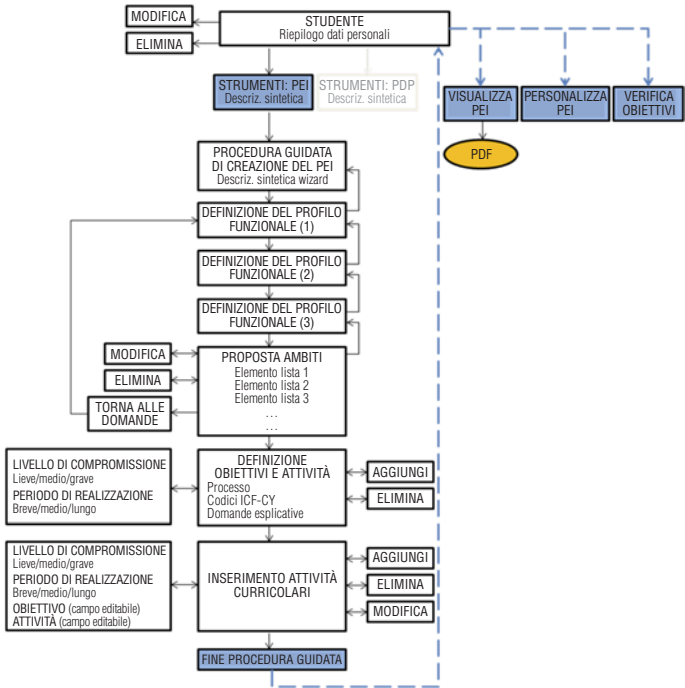 MODIFICA
ELIMINA
STUDENTE
Riepilogo dati personali
STRUMENTI: PEI
Descriz. sintetica
STRUMENTI: PDP
Descriz. sintetica
VISUALIZZA
PEI
PERSONALIZZA
PEI
VERIFICA
OBIETTIVI
PDF
PROCEDURA GUIDATA
DI CREAZIONE DEL PEI
Descriz. sintetica wizard
DEFINIZIONE DEL PROFILO
FUNZIONALE (1)
DEFINIZIONE DEL PROFILO
FUNZIONALE (2)
DEFINIZIONE DEL PROFILO
FUNZIONALE (3)
MODIFICA
ELIMINA
TORNA ALLE
DOMANDE
PROPOSTA AMBITI
Elemento lista 1
Elemento lista 2
Elemento lista 3
…
…
LIVELLO DI COMPROMISSIONE
Lieve/medio/grave
PERIODO DI REALIZZAZIONE
Breve/medio/lungo
DEFINIZIONE
OBIETTIVI E ATTIVITÀ
Processo
Codici ICF-CY
Domande esplicative
AGGIUNGI
ELIMINA
LIVELLO DI COMPROMISSIONE
Lieve/medio/grave
PERIODO DI REALIZZAZIONE
Breve/medio/lungo
OBIETTIVO (campo editabile)
ATTIVITÀ (campo editabile)
INSERIMENTO ATTIVITÀ
CURRICOLARI
AGGIUNGI
ELIMINA
MODIFICA
FINE PROCEDURA GUIDATA